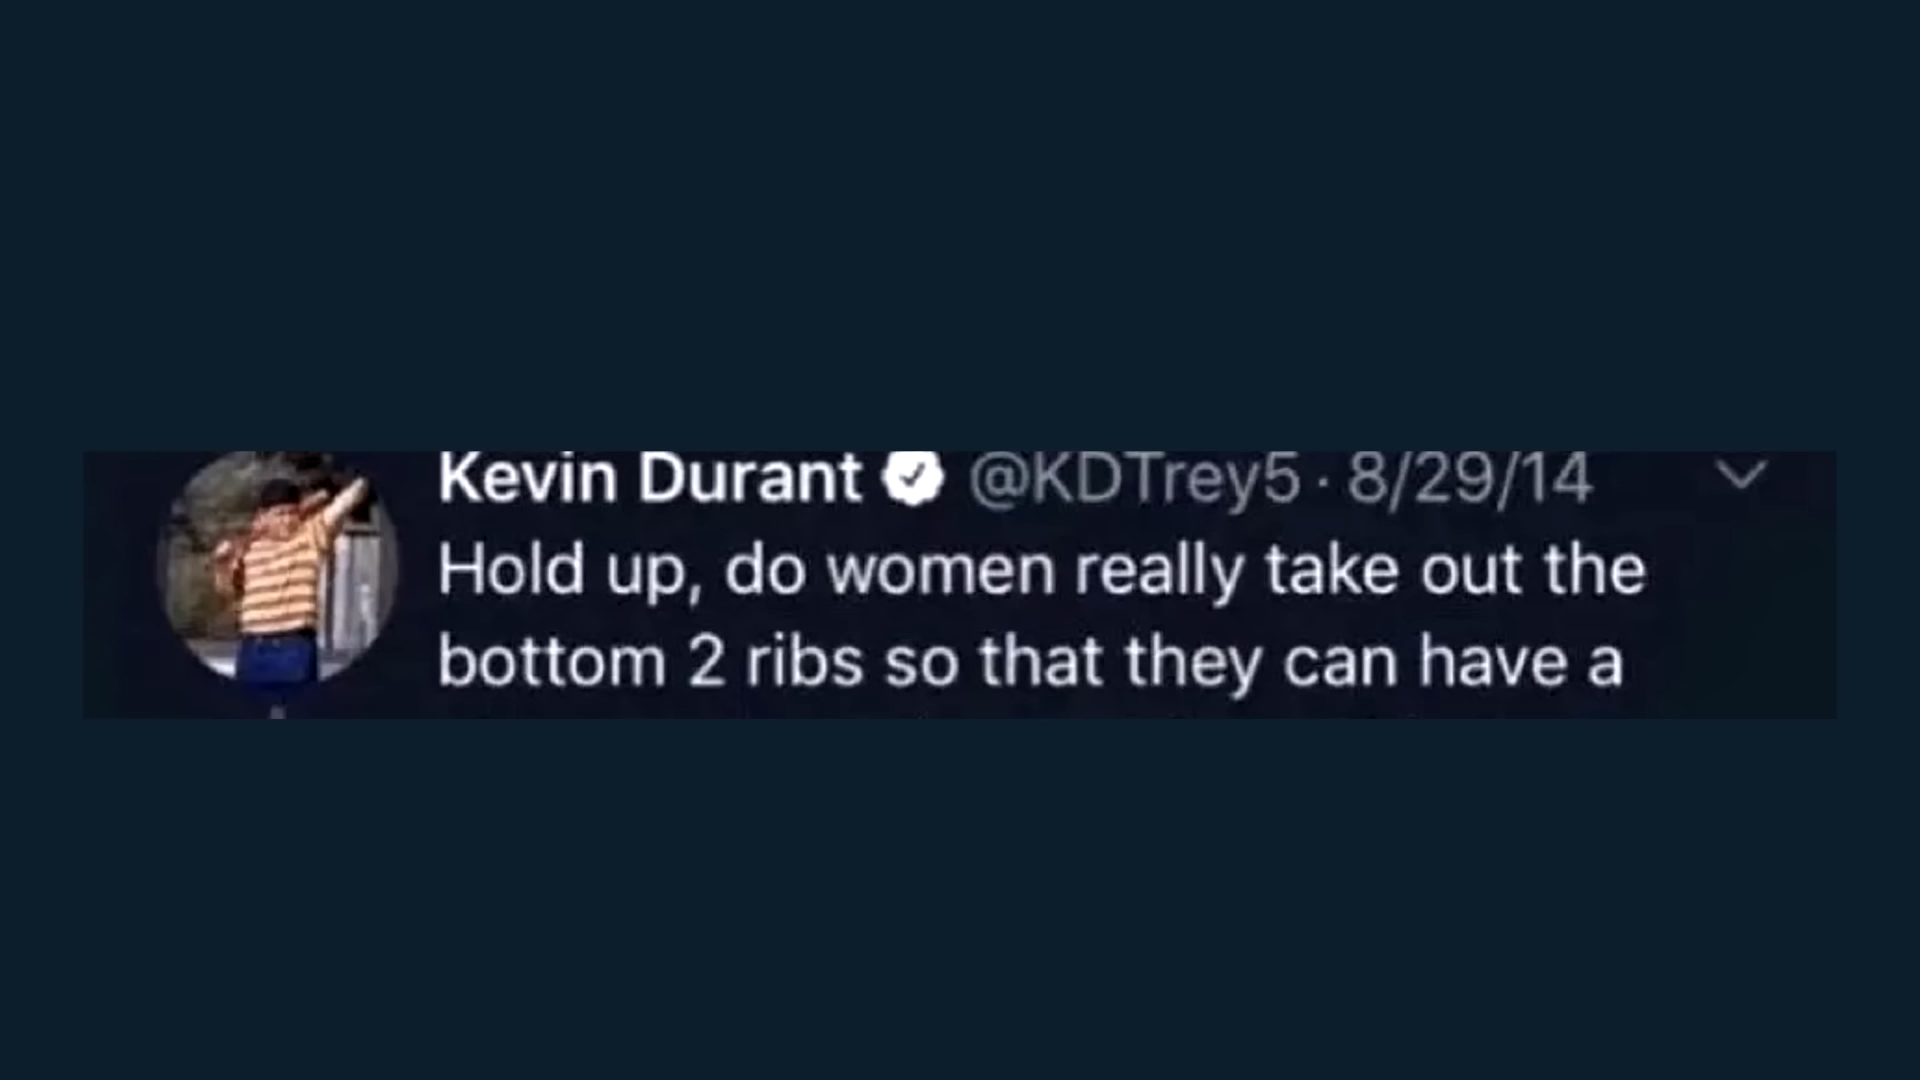 Kevin Durant @KDTrey5 · 8/29/14
Hold up, do women really take out the
bottom 2 ribs so that they can have a